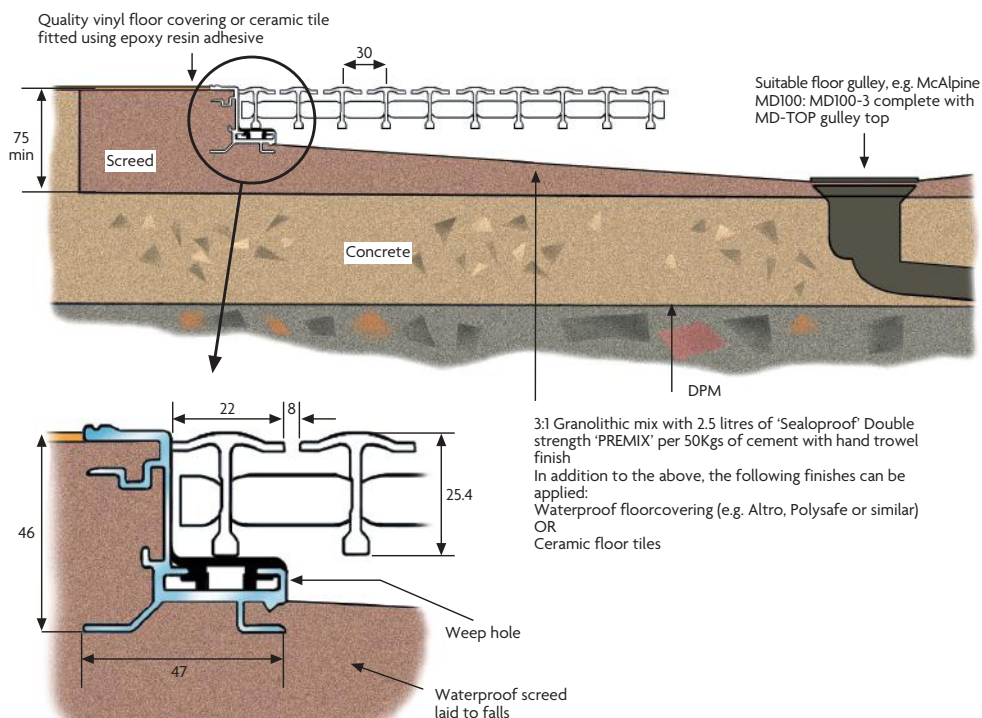 Quality vinyl floor covering or ceramic tile
fitted using epoxy resin adhesive
30
Suitable floor gulley, e.g. McAlpine
MD100: MD100-3 complete with
MD-TOP gulley top
75
min
Screed
Concrete
DPM
3:1 Granolithic mix with 2.5 litres of ‘Sealoproof’ Double
strength ‘PREMIX’ per 50Kgs of cement with hand trowel
finish
In addition to the above, the following finishes can be
applied:
Waterproof floorcovering (e.g. Altro, Polysafe or similar)
OR
Ceramic floor tiles
22
8
25.4
46
Weep hole
47
Waterproof screed
laid to falls